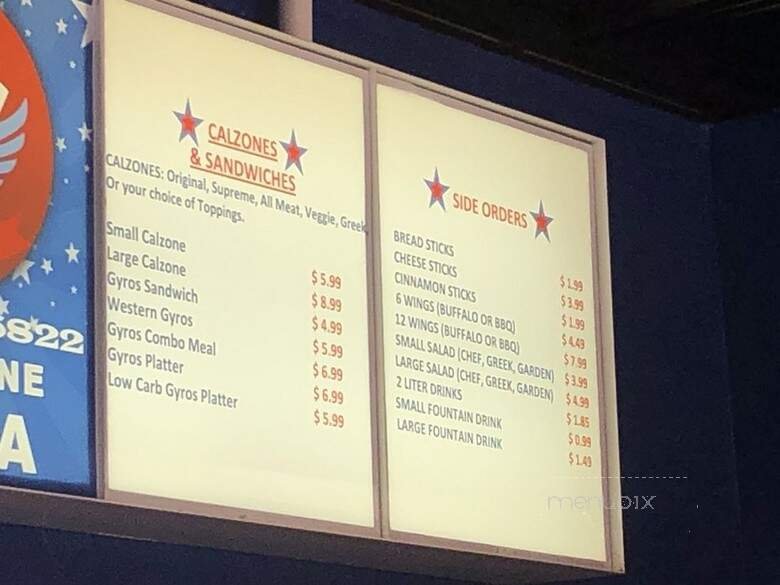 CALZONES
& SANDWICHES
CALZONES: Original, Supreme, All Meat, Veggie, Greek
Or your choice of Toppings.
Small Calzone $5.99
Large Calzone $8.99
Gyros Sandwich $4.99
Western Gyros $5.99
Gyros Combo Meal $6.99
Gyros Platter $6.99
Low Carb Gyros Platter $5.99
SIDE ORDERS
BREAD STICKS $1.99
CHEESE STICKS $3.99
CINNAMON STICKS $1.99
6 WINGS (BUFFALO OR BBQ) $4.49
12 WINGS (BUFFALO OR BBQ) $7.99
SMALL SALAD (CHEF, GREEK, GARDEN) $3.99
LARGE SALAD (CHEF, GREEK, GARDEN) $4.99
2 LITER DRINKS $1.85
SMALL FOUNTAIN DRINK $0.99
LARGE FOUNTAIN DRINK $1.49
5822
NE
A
menupix